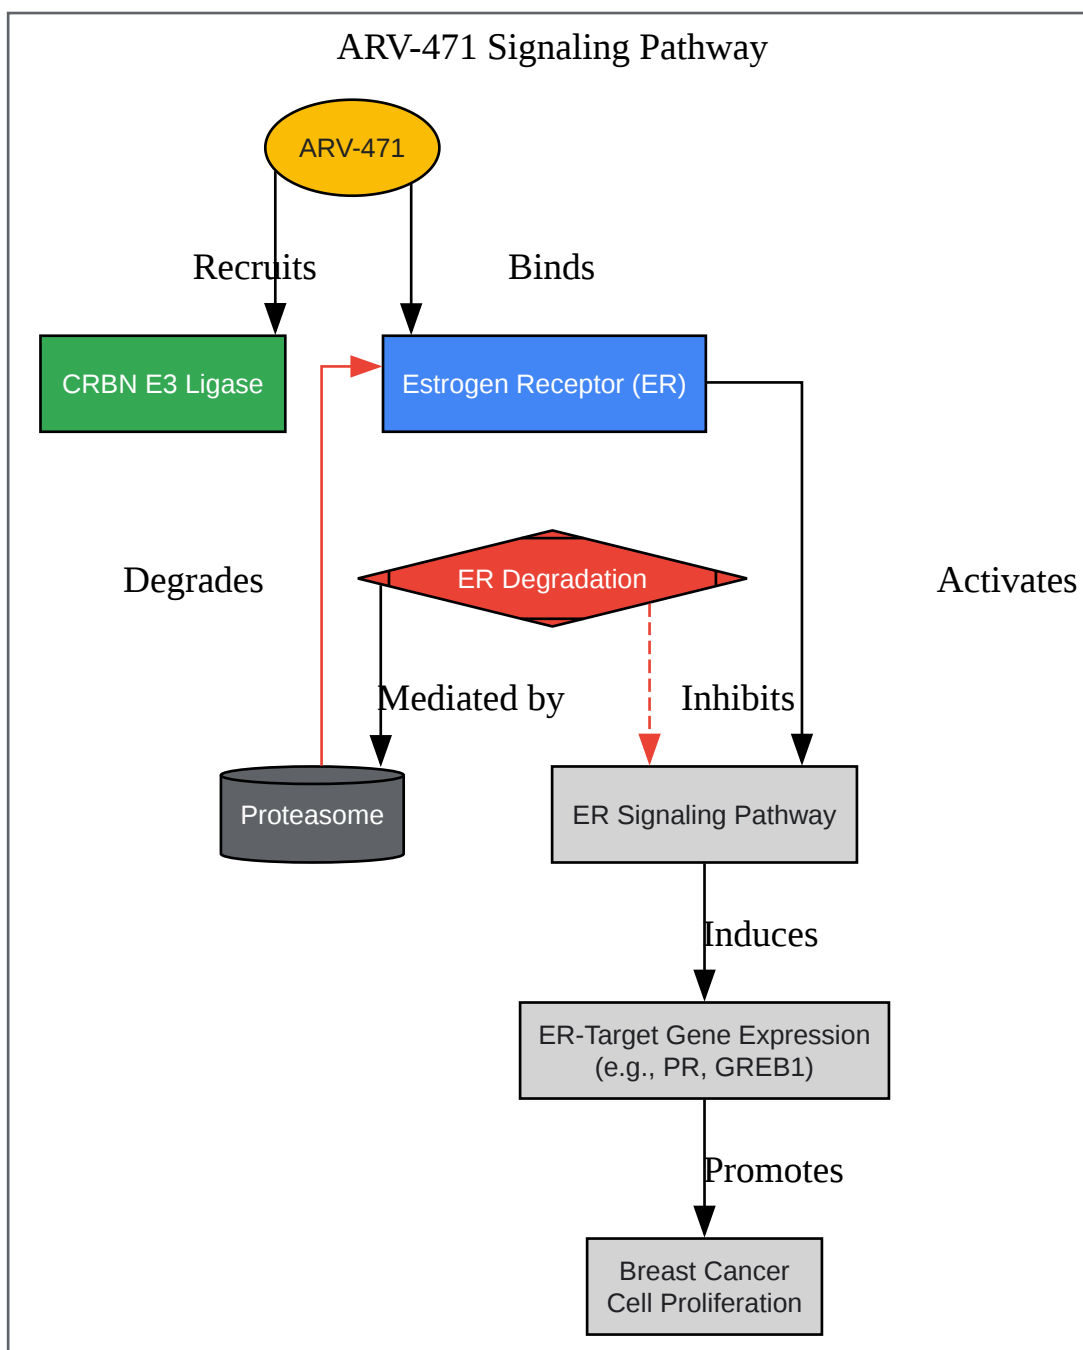 ARV-471 Signaling Pathway
ARV-471
Recruits
Binds
CRBN E3 Ligase
Estrogen Receptor (ER)
Degrades
ER Degradation
Activates
Mediated by
Inhibits
Proteasome
ER Signaling Pathway
Induces
ER-Target Gene Expression
(e.g., PR, GREB1)
Promotes
Breast Cancer
Cell Proliferation